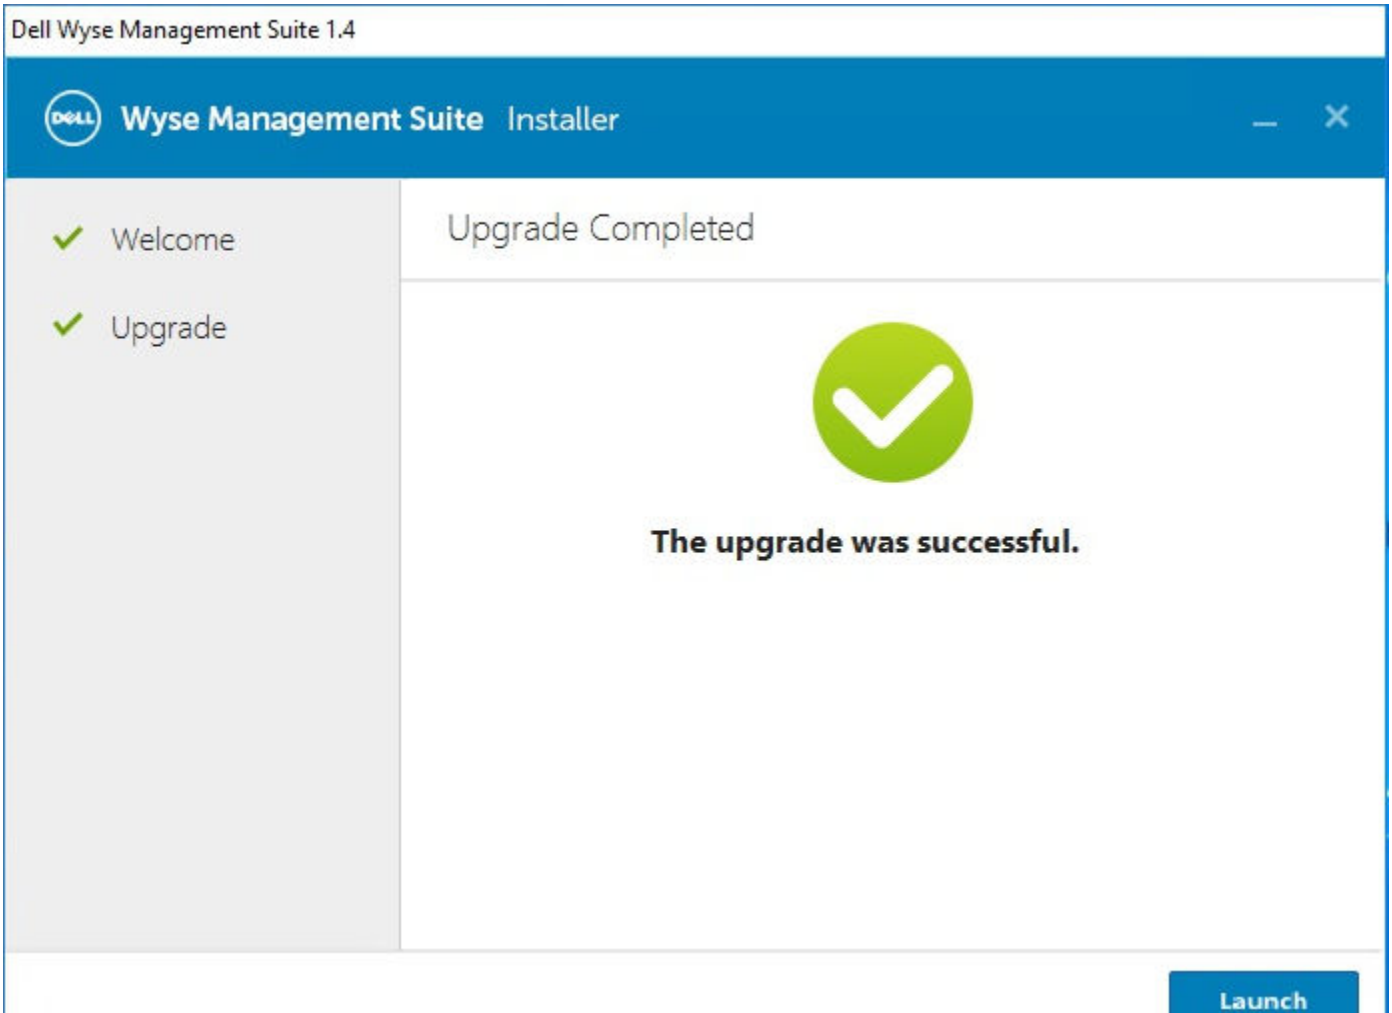 Dell Wyse Management Suite 1.4
DELL Wyse Management Suite Installer
Welcome
Upgrade
Upgrade Completed
The upgrade was successful.
Launch